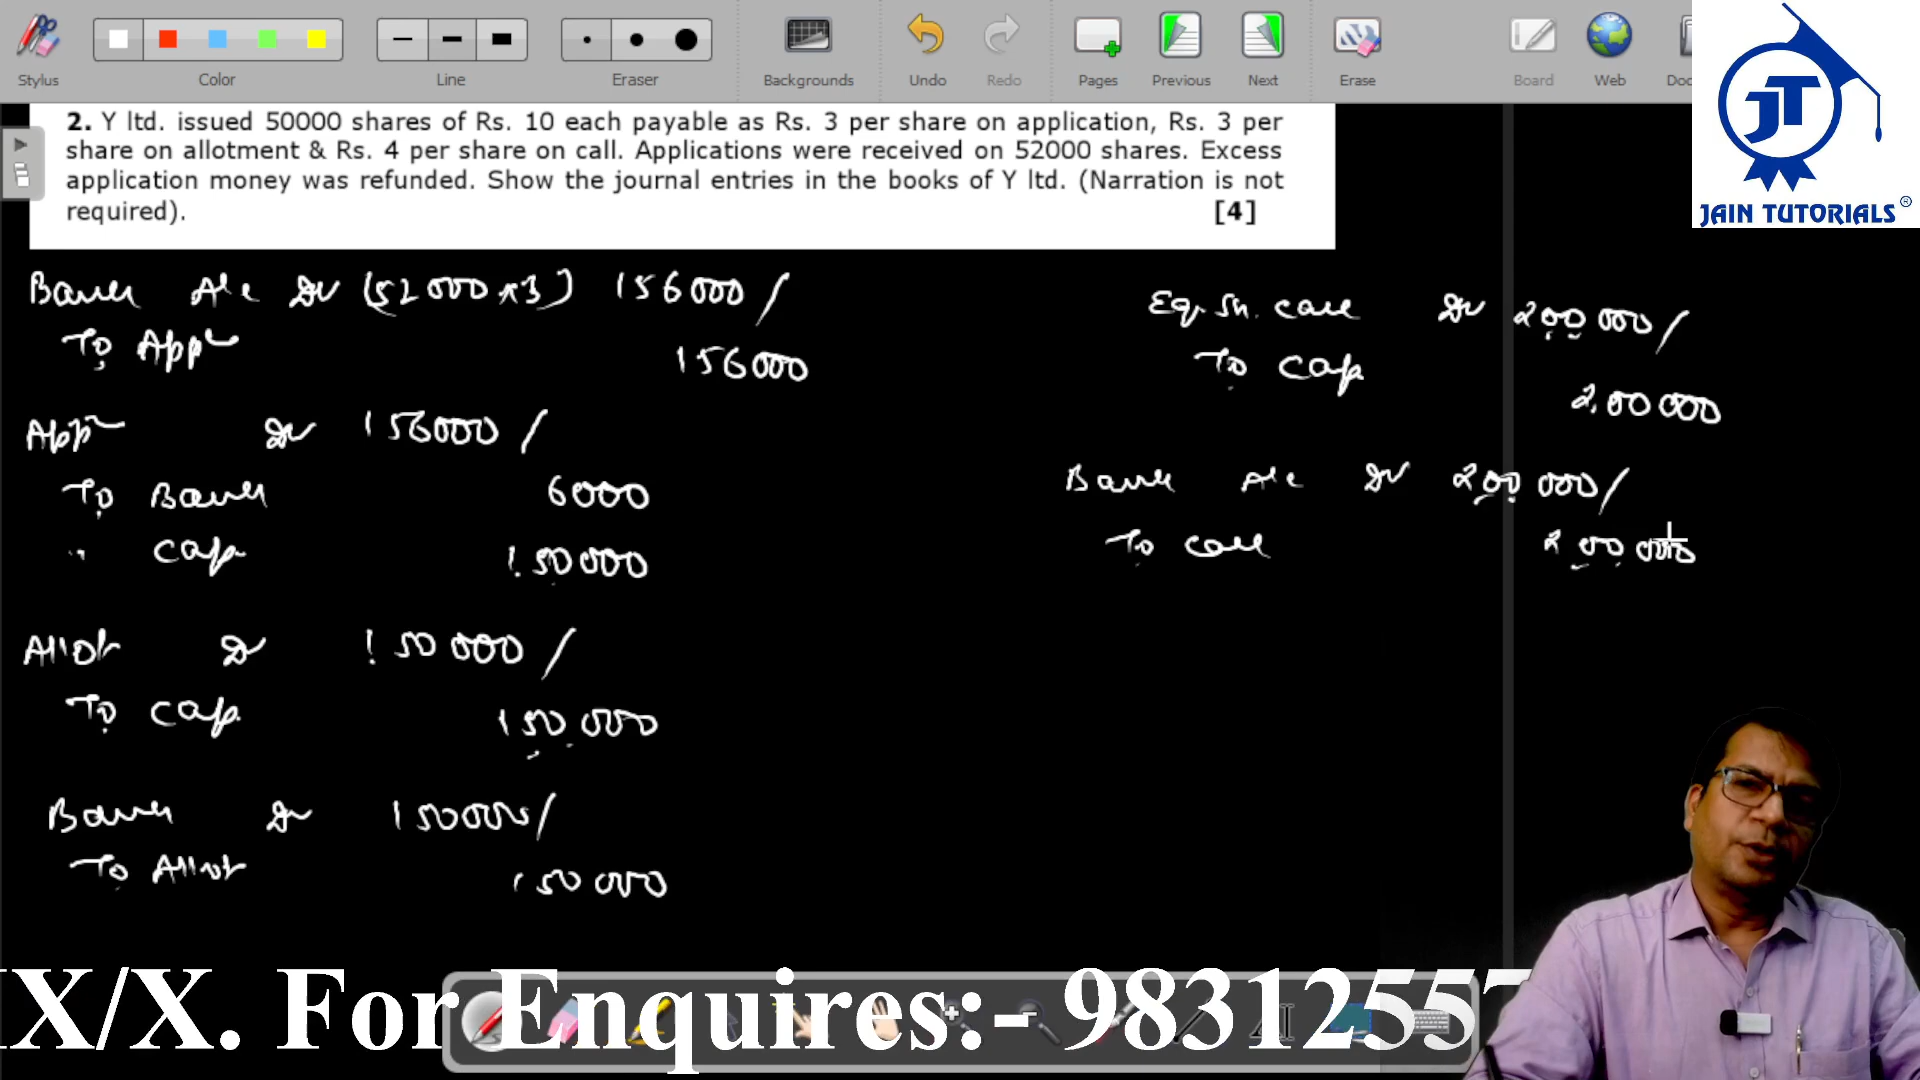 Stylus
Color
Line
Eraser
Backgrounds
Undo
Redo
Pages
Previous
Next
Erase
Board
Web
JT
JAIN TUTORIALS®
2. Y ltd. issued 50000 shares of Rs. 10 each payable as Rs. 3 per share on application, Rs. 3 per
share on allotment & Rs. 4 per share on call. Applications were received on 52000 shares. Excess
application money was refunded. Show the journal entries in the books of Y ltd. (Narration is not
required). [4]
Bank A/c Dr (52000x3) 156000/
To Appn
156000
Appn Dr 156000/
To Bank 6000
" Cap 150000
Allot Dr 150000/
To Cap 150000
Bank Dr 150000/
To Allot 150000
Eq. Sh. Call Dr 200000/
To Cap
200000
Bank A/c Dr 200000/
To Call 200000
X/X. For Enquires:- 9831255